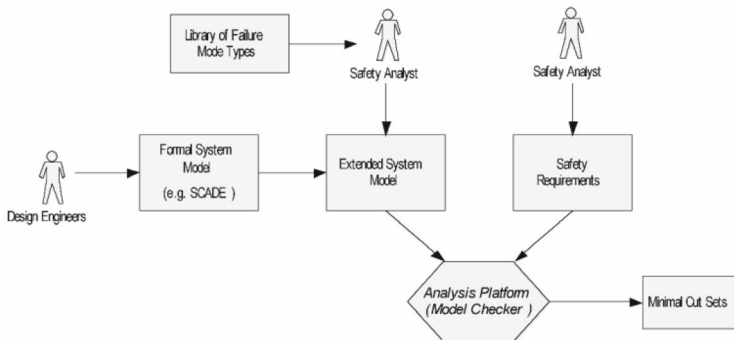 Library of Failure
Mode Types
Safety Analyst
Safety Analyst
Formal System
Model
(e.g. SCADE )
Extended System
Model
Safety
Requirements
Design Engineers
Analysis Platform
(Model Checker )
Minimal Cut Sets